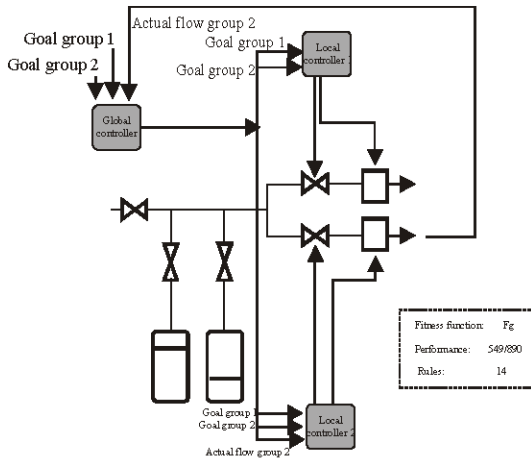 Actual flow group 2
Goal group 1
Goal group 2
Global
controller
Goal group 1
Goal group 2
Local
controller 1
Fitness function: Fg
Performance: 549/890
Rules: 14
Goal group 1
Goal group 2
Actual flow group 2
Local
controller 2